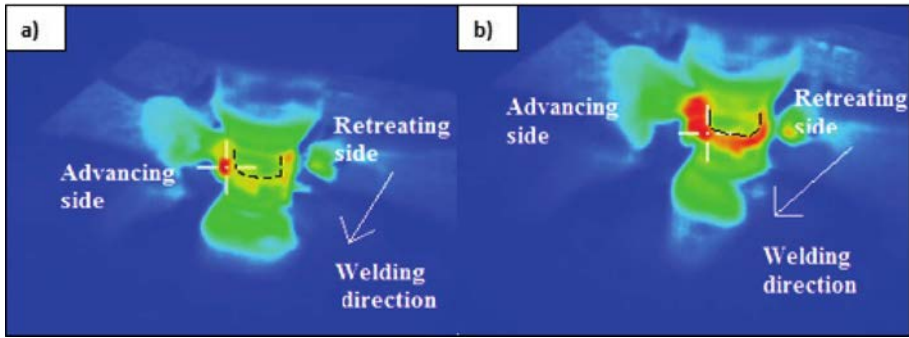 a)
Advancing
side
Retreating
side
Welding
direction
b)
Advancing
side
Retreating
side
Welding
direction